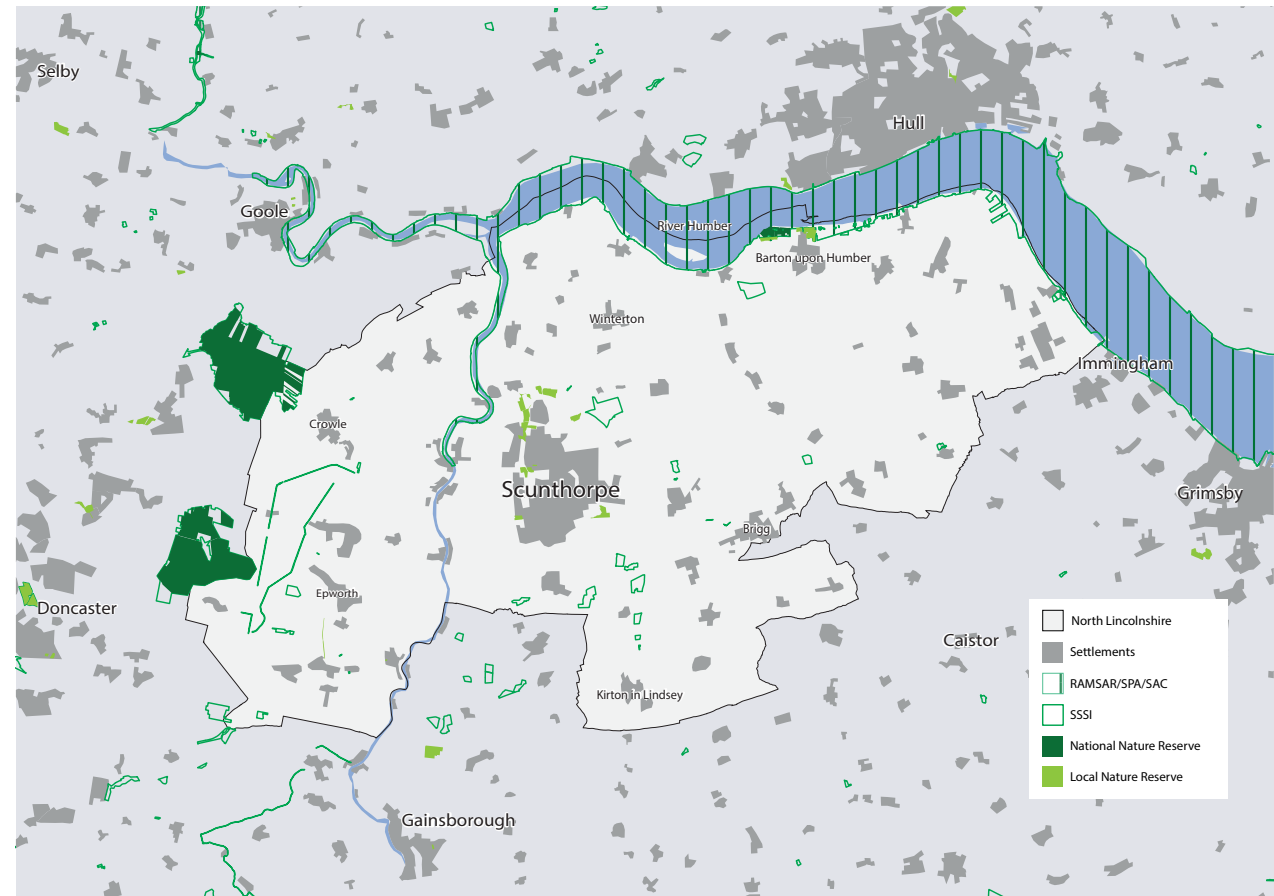 Selby
Hull
Goole
River Humber
Barton upon Humber
Winterton
Immingham
Crowle
Scunthorpe
Grimsby
Brigg
Epworth
Doncaster
Caistor
Kirton in Lindsey
Gainsborough
North Lincolnshire
Settlements
RAMSAR/SPA/SAC
SSSI
National Nature Reserve
Local Nature Reserve